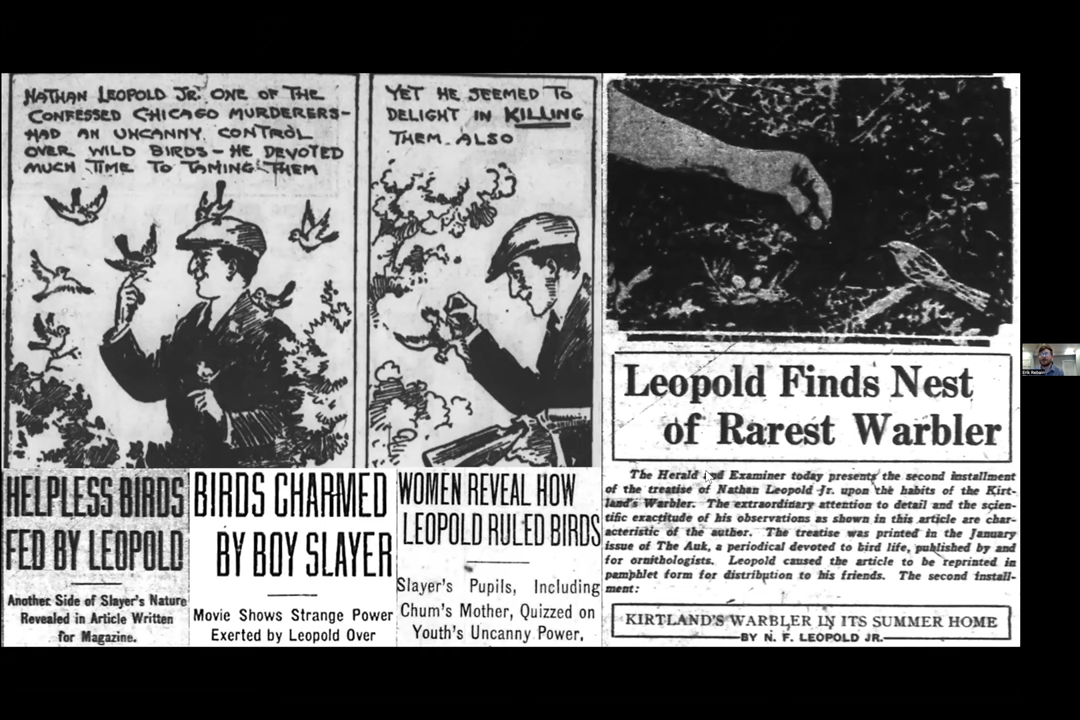 NATHAN LEOPOLD JR. ONE OF THE
CONFESSED CHICAGO MURDERERS-
HAD AN UNCANNY CONTROL
OVER WILD BIRDS - HE DEVOTED
MUCH TIME TO TAMING THEM
YET HE SEEMED TO
DELIGHT IN KILLING
THEM ALSO
HELPLESS BIRDS
FED BY LEOPOLD
Another Side of Slayer's Nature
Revealed in Article Written
for Magazine.
BIRDS CHARMED
BY BOY SLAYER
Movie Shows Strange Power
Exerted by Leopold Over
WOMEN REVEAL HOW
LEOPOLD RULED BIRDS
Slayer's Pupils, Including
Chum's Mother, Quizzed on
Youth's Uncanny Power.
Leopold Finds Nest
of Rarest Warbler
The Herald and Examiner today presents the second installment
of the treatise of Nathan Leopold Jr. upon the habits of the Kirt-
land's Warbler. The extraordinary attention to detail and the scien-
tific exactitude of his observations as shown in this article are char-
acteristic of the author. The treatise was printed in the January
issue of The Auk, a periodical devoted to bird life, published by and
for ornithologists. Leopold caused the article to be reprinted in
pamphlet form for distribution to his friends. The second install-
ment:
KIRTLAND'S WARBLER IN ITS SUMMER HOME
BY N. F. LEOPOLD JR.
Erik Rebain